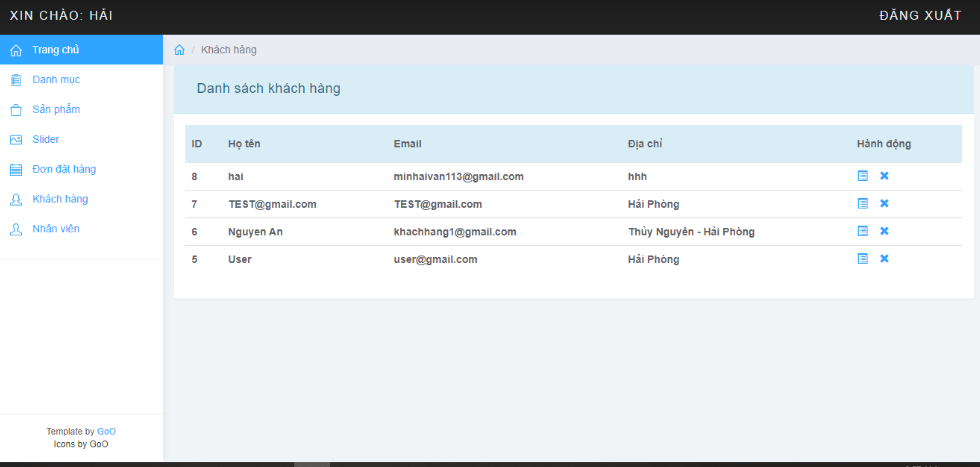 XIN CHÀO: HẢI
ĐĂNG XUẤT
Trang chủ
Danh mục
Sản phẩm
Slider
Đơn đặt hàng
Khách hàng
Nhân viên
Template by GoO
Icons by GoO
/ Khách hàng
Danh sách khách hàng
ID Họ tên Email Địa chỉ Hành động
8 hai minhaivan113@gmail.com hhh
7 TEST@gmail.com TEST@gmail.com Hải Phòng
6 Nguyen An khachhang1@gmail.com Thủy Nguyên - Hải Phòng
5 User user@gmail.com Hải Phòng